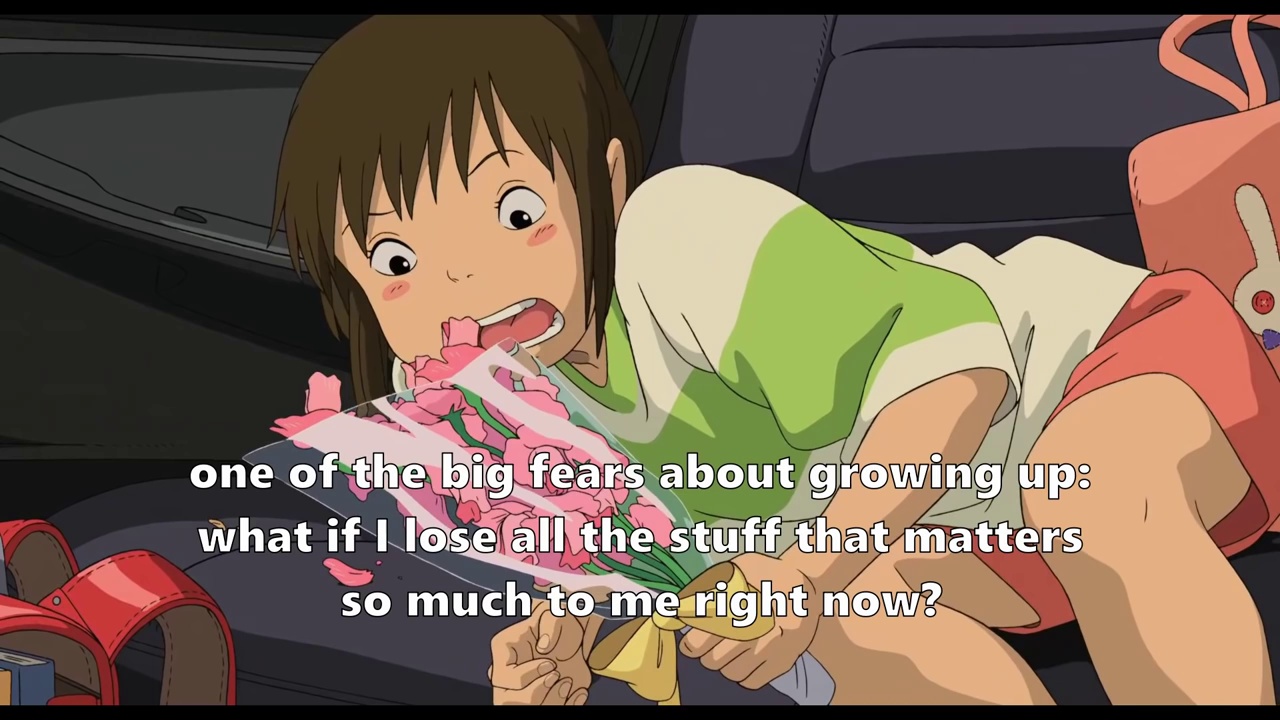 one of the big fears about growing up:
what if I lose all the stuff that matters
so much to me right now?